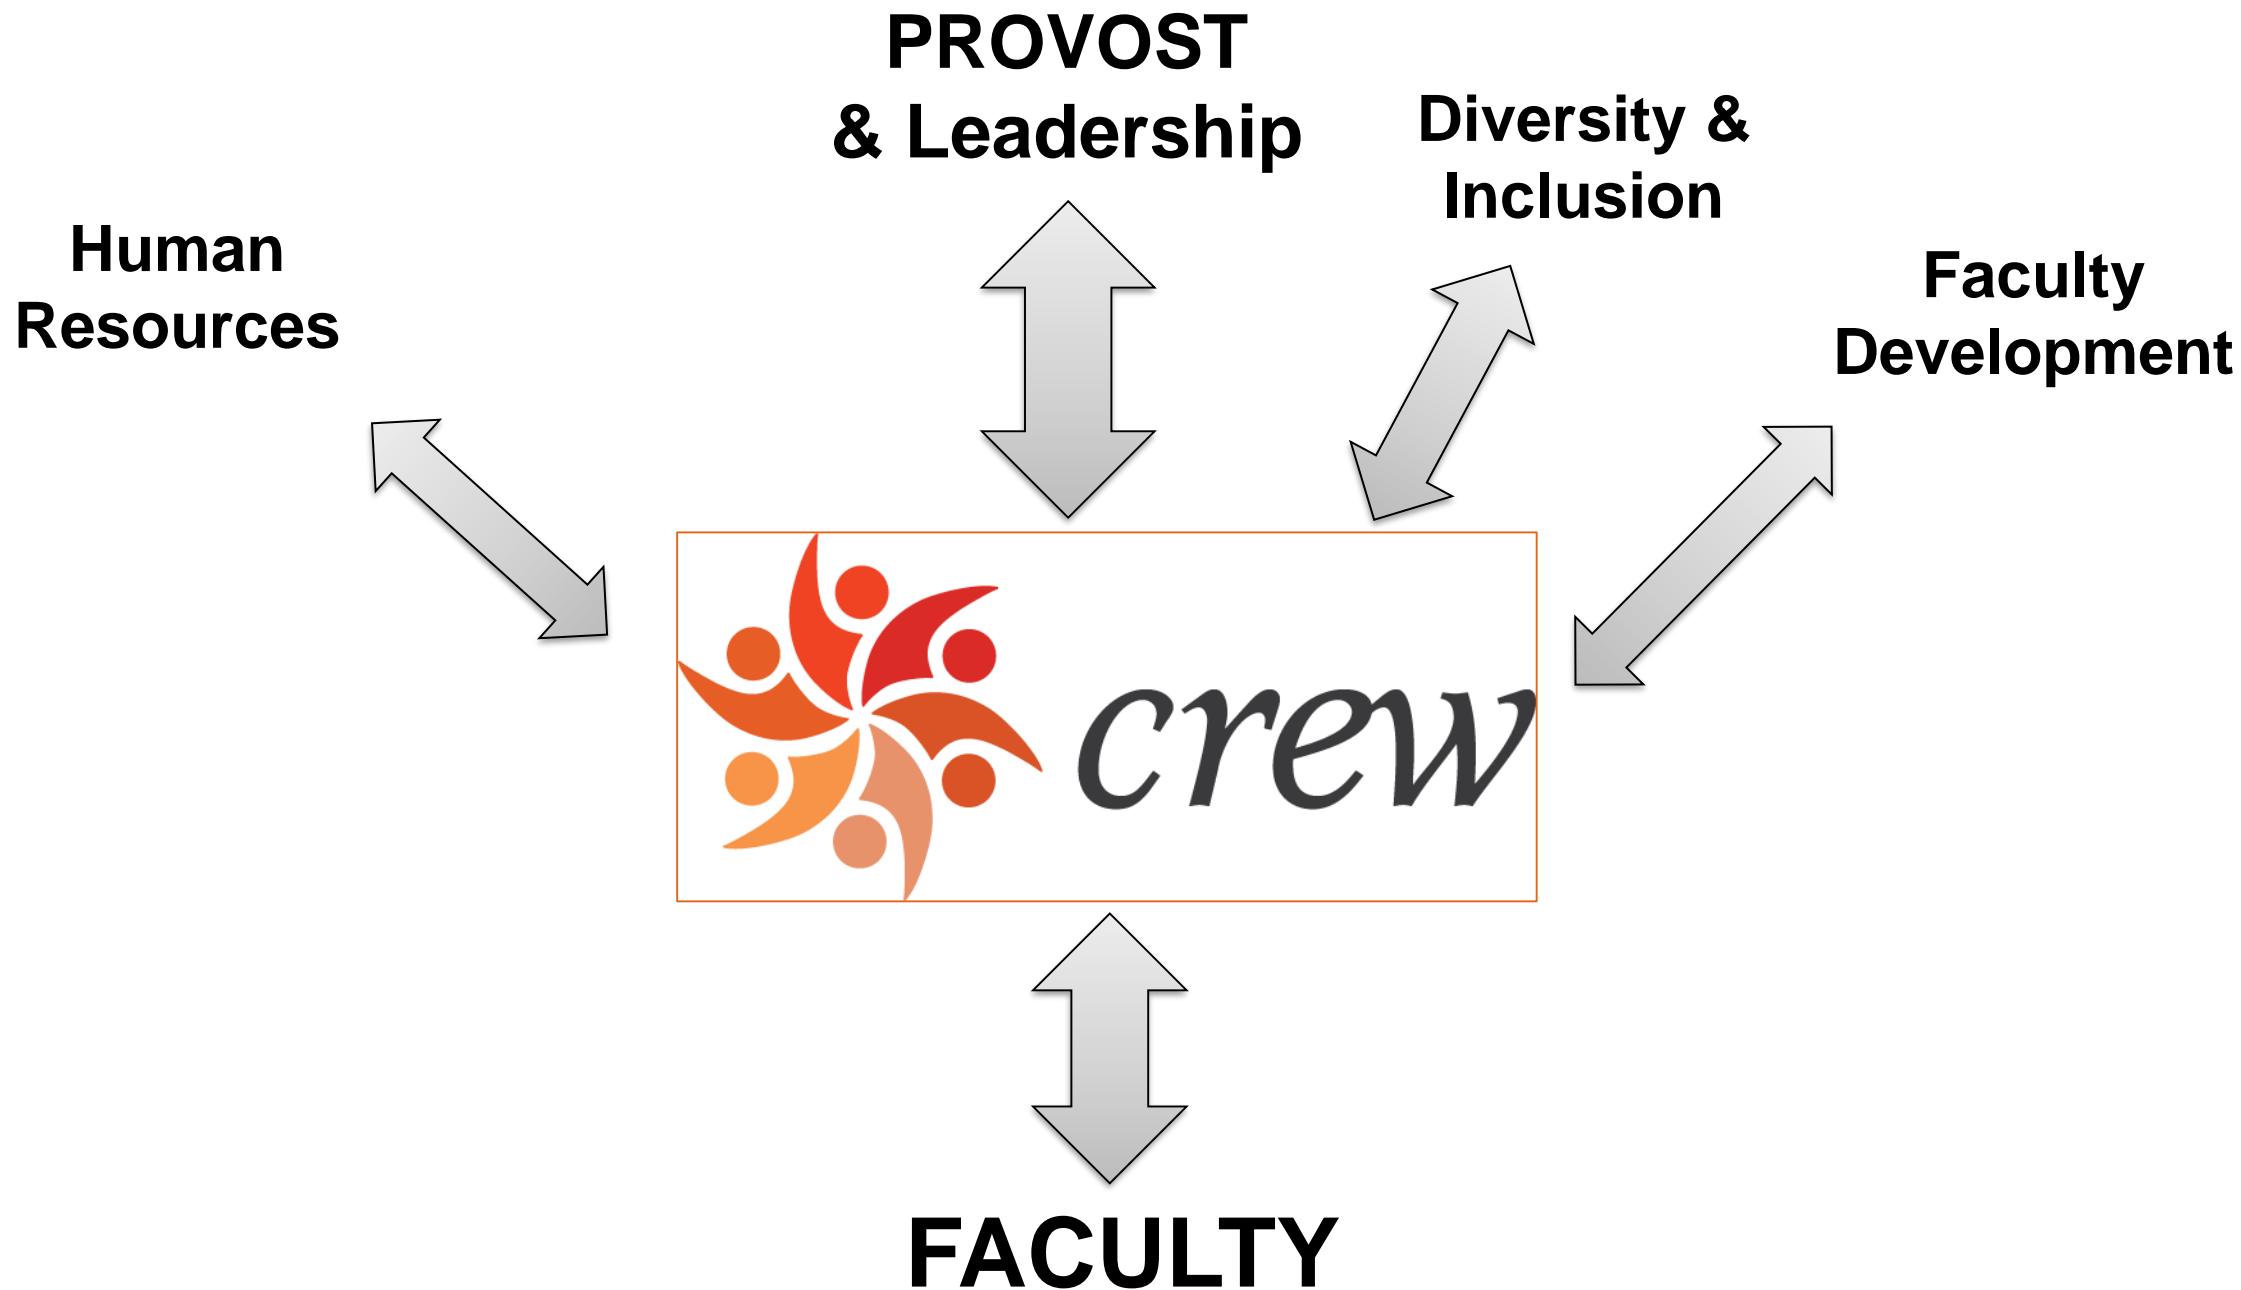 PROVOST
& Leadership
Diversity &
Inclusion
Human
Resources
Faculty
Development
crew
FACULTY